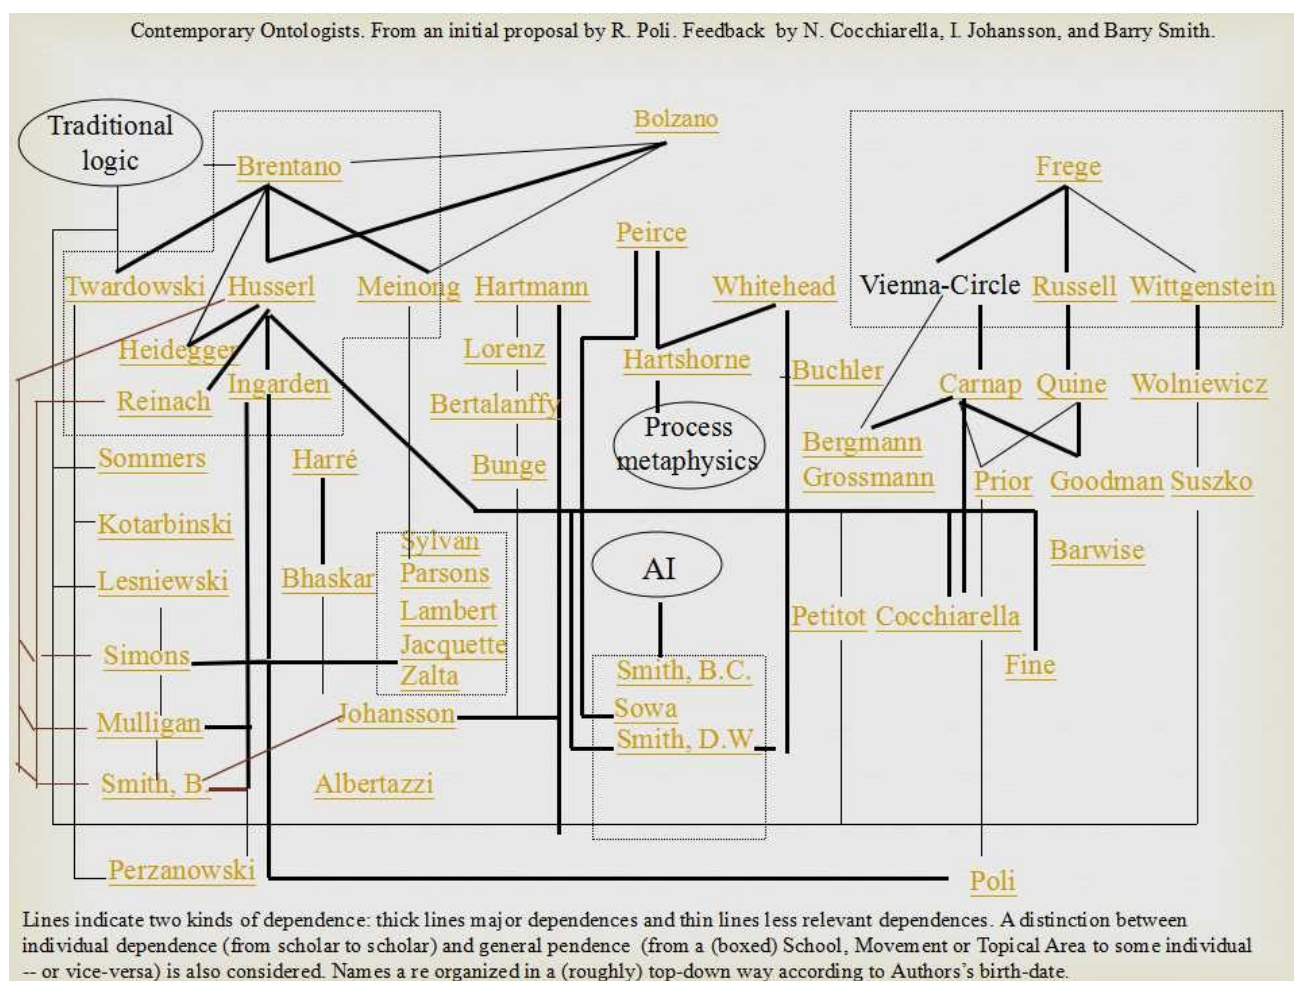 Contemporary Ontologists. From an initial proposal by R. Poli. Feedback by N. Cocchiarella, I. Johansson, and Barry Smith.
Traditional
logic
Bolzano
Brentano
Frege
Peirce
Twardowski Husserl Meinong Hartmann Whitehead Vienna-Circle Russell Wittgenstein
Heidegger Lorenz Hartshorne
Buchler
Reinach Ingarden Carnap Quine Wolniewicz
Bertalanffy
Process
metaphysics
Bergmann
Sommers Harré Bunge
Grossmann Prior Goodman Suszko
Kotarbinski
Sylvan
Barwise
AI
Lesniewski Bhaskar Parsons
Lambert
Petitot Cocchiarella
Jacquette
Simons
Zalta
Smith, B.C.
Fine
Mulligan Johansson Sowa
Smith, D.W.
Smith, B. Albertazzi
Perzanowski Poli
Lines indicate two kinds of dependence: thick lines major dependences and thin lines less relevant dependences. A distinction between
individual dependence (from scholar to scholar) and general pendence (from a (boxed) School, Movement or Topical Area to some individual
-- or vice-versa) is also considered. Names a re organized in a (roughly) top-down way according to Authors's birth-date.